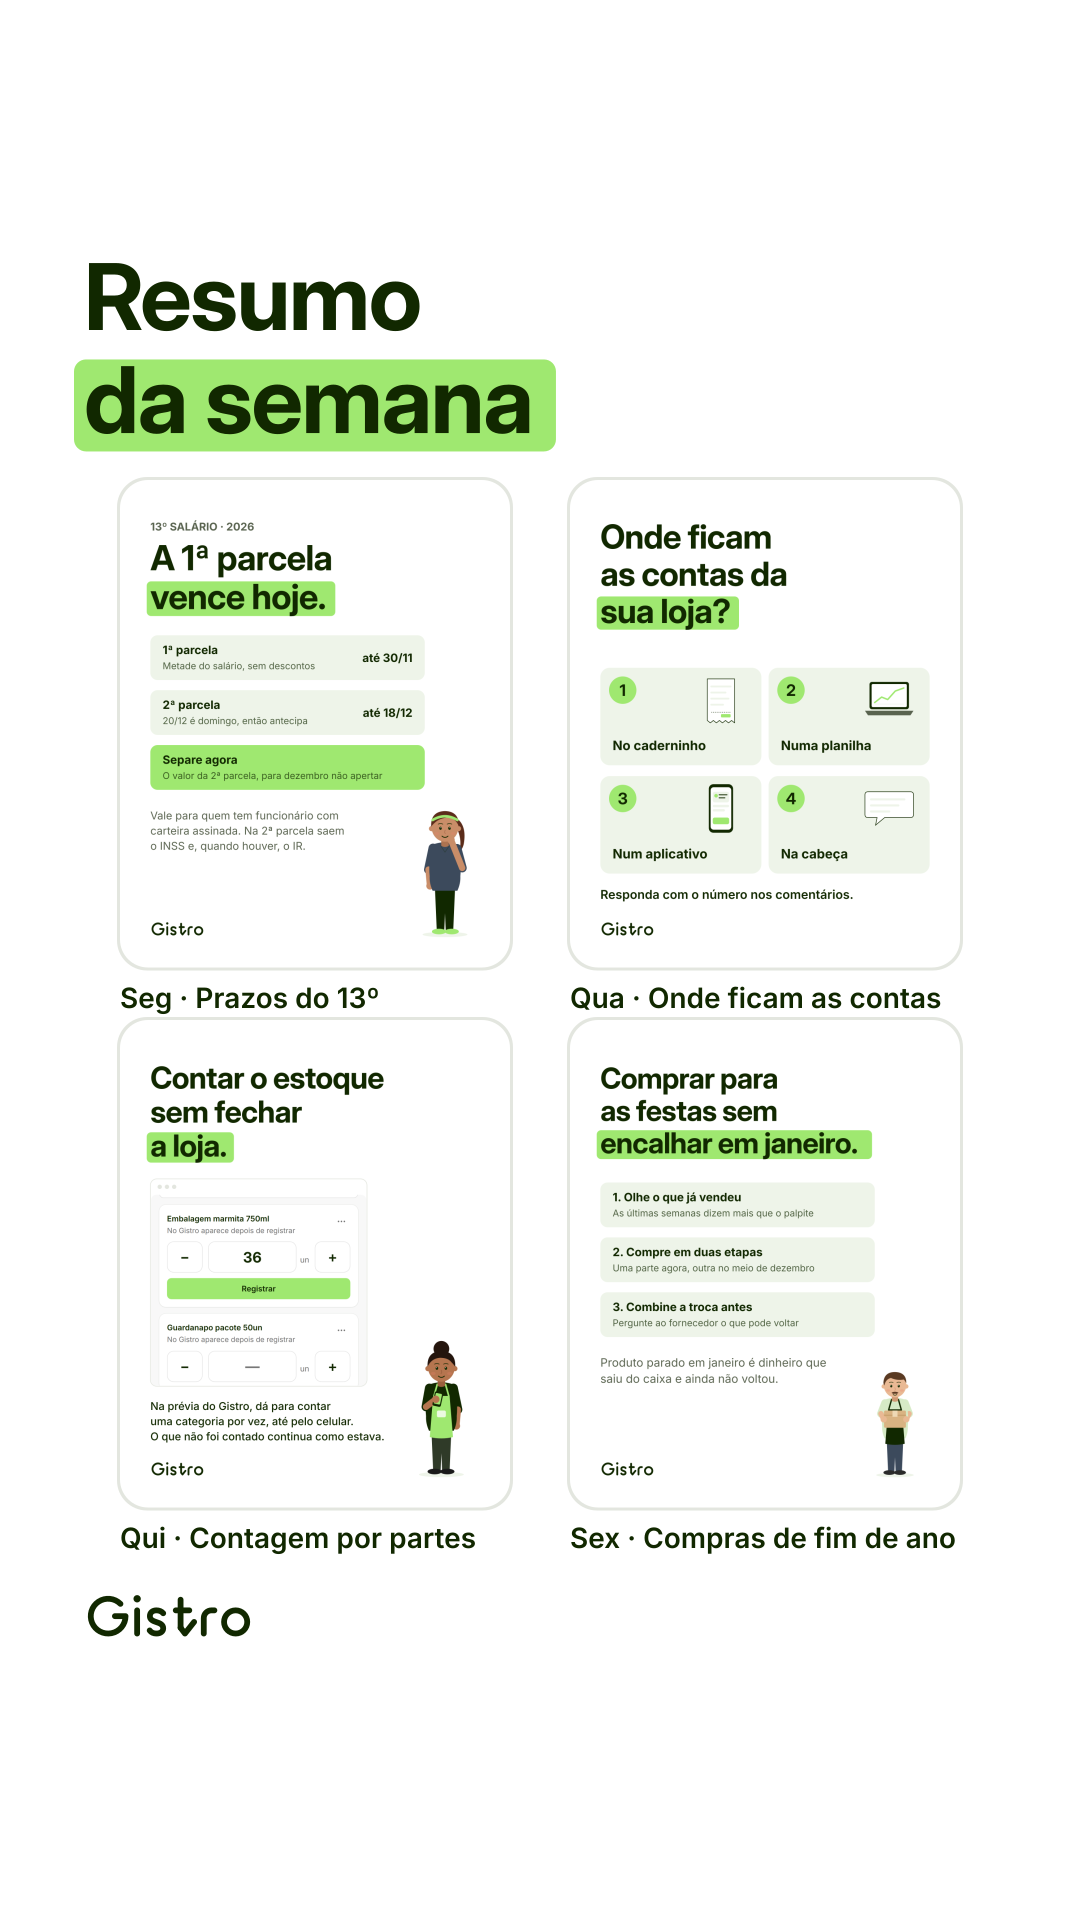 Resumo
da semana
13º SALÁRIO · 2026
A 1ª parcela
vence hoje.
1ª parcela
Metade do salário, sem descontos
até 30/11
2ª parcela
20/12 é domingo, então antecipa
até 18/12
Separe agora
O valor da 2ª parcela, para dezembro não apertar
Vale para quem tem funcionário com
carteira assinada. Na 2ª parcela saem
o INSS e, quando houver, o IR.
Gistro
Seg · Prazos do 13º
Onde ficam
as contas da
sua loja?
1
No caderninho
2
Numa planilha
3
Num aplicativo
4
Na cabeça
Responda com o número nos comentários.
Gistro
Qua · Onde ficam as contas
Contar o estoque
sem fechar
a loja.
Embalagem marmita 750ml
No Gistro aparece depois de registrar
− 36 un +
Registrar
Guardanapo pacote 50un
No Gistro aparece depois de registrar
− — un +
Na prévia do Gistro, dá para contar
uma categoria por vez, até pelo celular.
O que não foi contado continua como estava.
Gistro
Qui · Contagem por partes
Comprar para
as festas sem
encalhar em janeiro.
1. Olhe o que já vendeu
As últimas semanas dizem mais que o palpite
2. Compre em duas etapas
Uma parte agora, outra no meio de dezembro
3. Combine a troca antes
Pergunte ao fornecedor o que pode voltar
Produto parado em janeiro é dinheiro que
saiu do caixa e ainda não voltou.
Gistro
Sex · Compras de fim de ano
Gistro